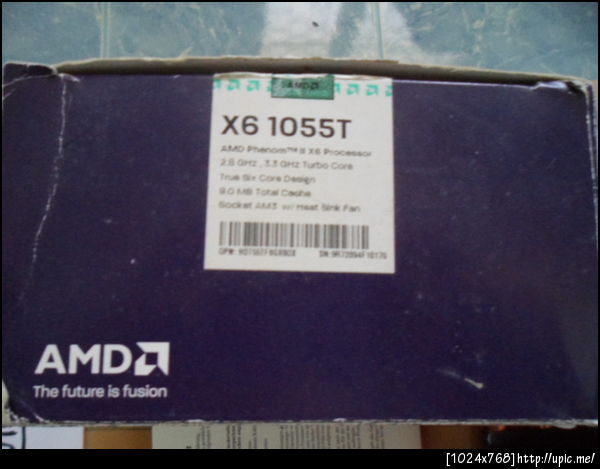 AMD
X6 1055T
AMD Phenom™ II X6 Processor
2.8 GHz , 3.3 GHz Turbo Core
True Six Core Design
9.0 MB Total Cache
Socket AM3 w/ Heat Sink Fan
OPN:
SN:
AMD
The future is fusion
[1024x768]http://upic.me/